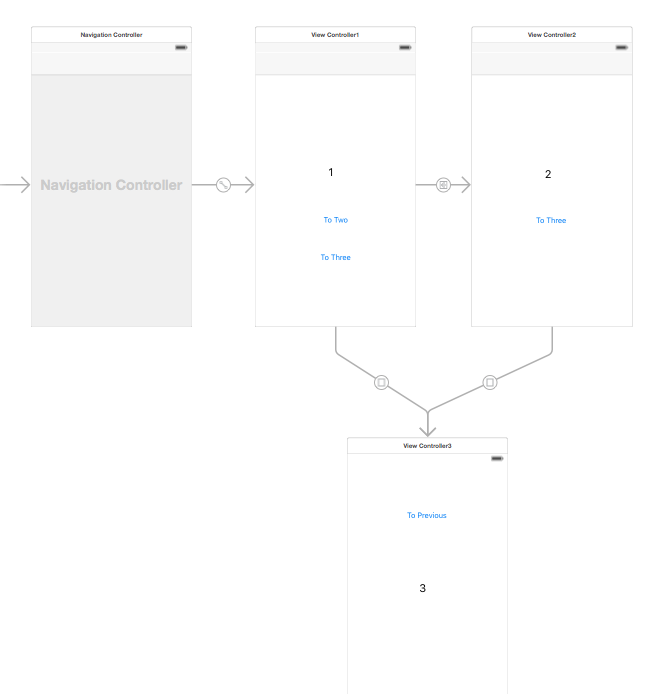 Navigation Controller
View Controller1
View Controller2
Navigation Controller
1
2
To Two
To Three
To Three
View Controller3
To Previous
3